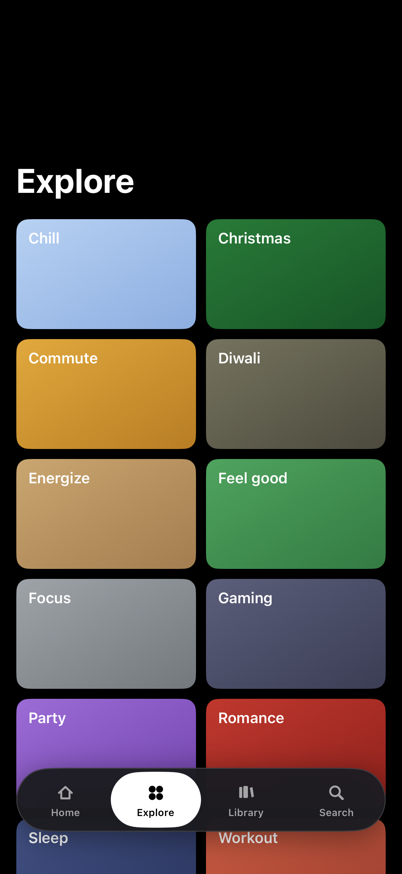 Explore
Chill
Christmas
Commute
Diwali
Energize
Feel good
Focus
Gaming
Party
Romance
Sleep
Workout
Home
Explore
Library
Search